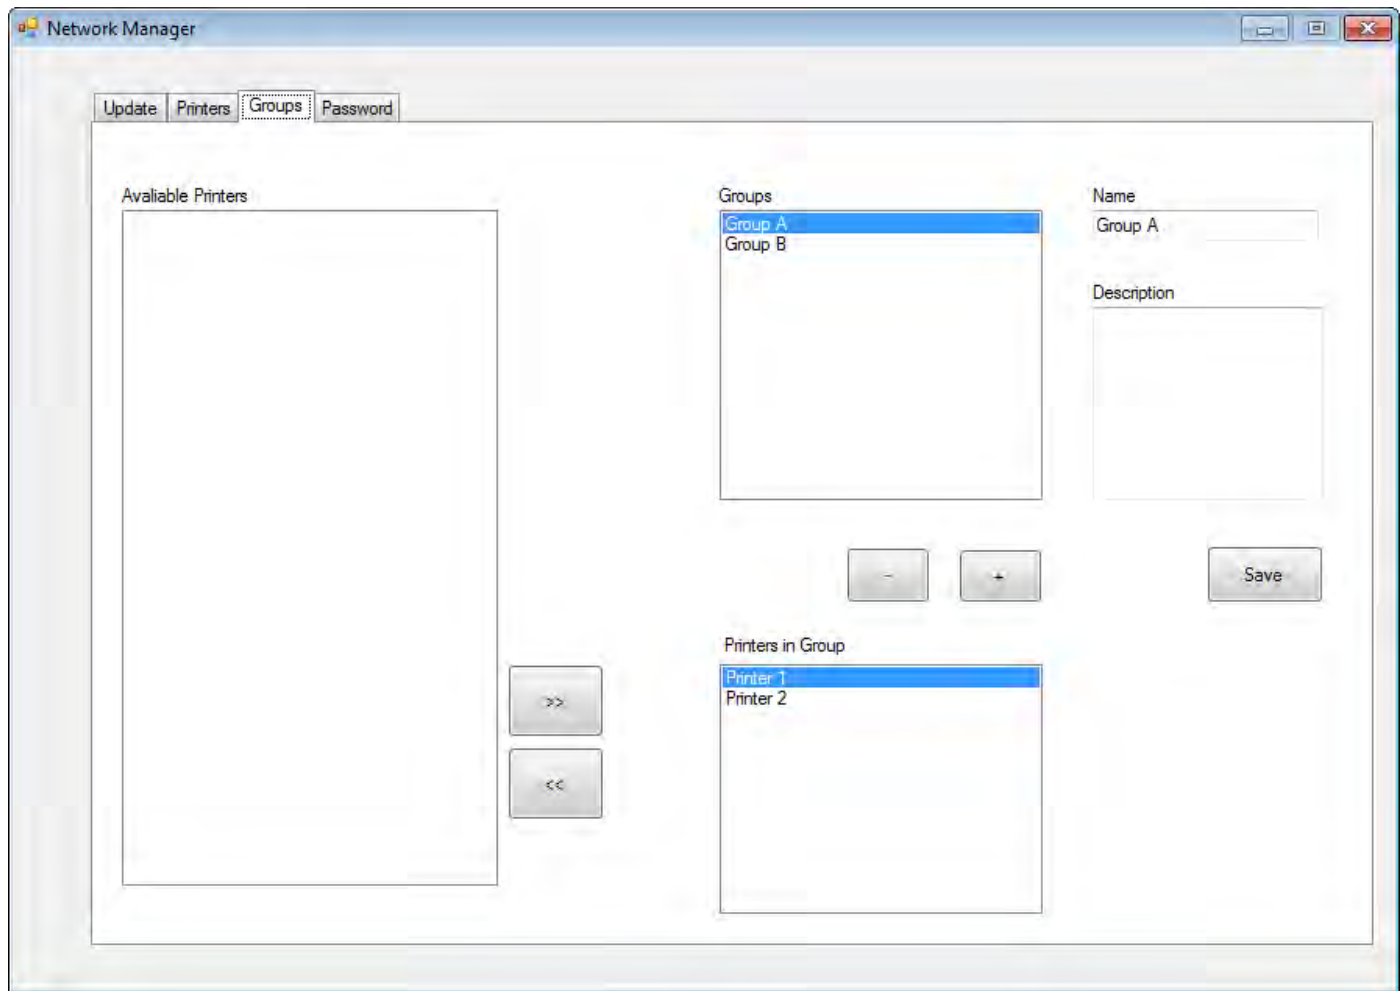 Network Manager
Update Printers Groups Password
Avaliable Printers
Groups
Name
Group A
Group B
Group A
Description
-
+
Save
Printers in Group
Printer 1
Printer 2
>>
<<